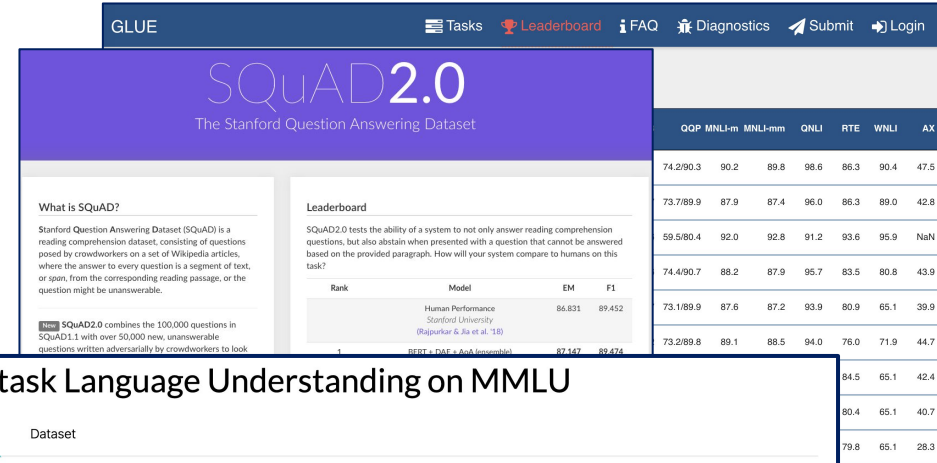 GLUE
Tasks Leaderboard FAQ Diagnostics Submit Login
SQuAD2.0
The Stanford Question Answering Dataset
What is SQuAD?
Stanford Question Answering Dataset (SQuAD) is a
reading comprehension dataset, consisting of questions
posed by crowdworkers on a set of Wikipedia articles,
where the answer to every question is a segment of text,
or span, from the corresponding reading passage, or the
question might be unanswerable.
New SQuAD2.0 combines the 100,000 questions in
SQuAD1.1 with over 50,000 new, unanswerable
questions written adversarially by crowdworkers to look
Leaderboard
SQuAD2.0 tests the ability of a system to not only answer reading comprehension
questions, but also abstain when presented with a question that cannot be answered
based on the provided paragraph. How will your system compare to humans on this
task?
Rank Model EM F1
Human Performance 86.831 89.452
Stanford University
(Rajpurkar & Jia et al. '18)
1 BERT + DAE + AoA (ensemble) 87.147 89.474
QQP MNLI-m MNLI-mm QNLI RTE WNLI AX
74.2/90.3 90.2 89.8 98.6 86.3 90.4 47.5
73.7/89.9 87.9 87.4 96.0 86.3 89.0 42.8
59.5/80.4 92.0 92.8 91.2 93.6 95.9 NaN
74.4/90.7 88.2 87.9 95.7 83.5 80.8 43.9
73.1/89.9 87.6 87.2 93.9 80.9 65.1 39.9
73.2/89.8 89.1 88.5 94.0 76.0 71.9 44.7
84.5 65.1 42.4
80.4 65.1 40.7
79.8 65.1 28.3
task Language Understanding on MMLU
Dataset